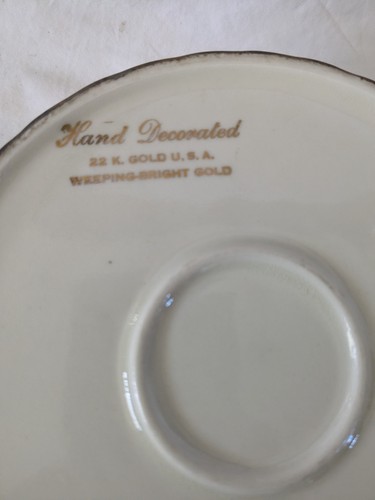 Hand Decorated
22 K. GOLD U.S.A.
WEEPING-BRIGHT GOLD